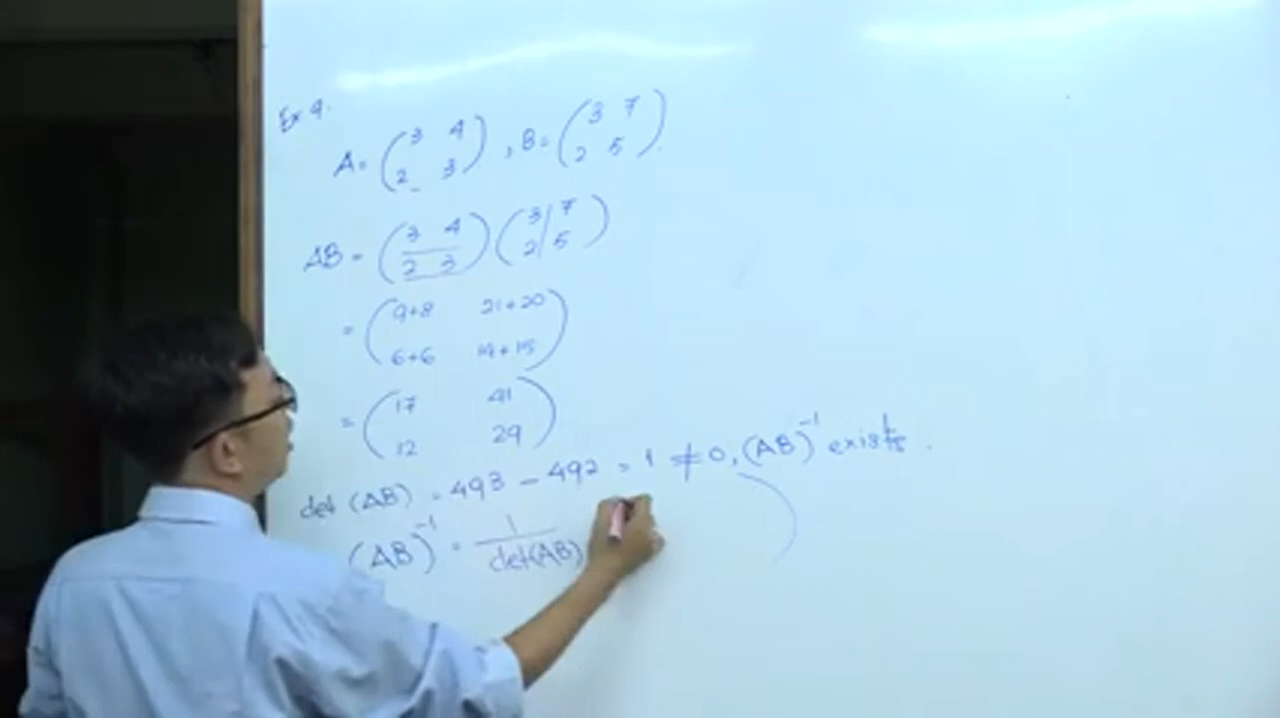 Ex 9.
A = ( 3 4 2 3 ) , B = ( 3 7 2 5 ).
AB = ( 3 4 2 3 ) ( 3 7 2 5 )
= ( 9+8 21+20 6+6 14+15 )
= ( 17 41 12 29 )
det (AB) = 493 - 492 = 1 ≠ 0, (AB)⁻¹ exists.
(AB)⁻¹ = 1/det(AB) ( )